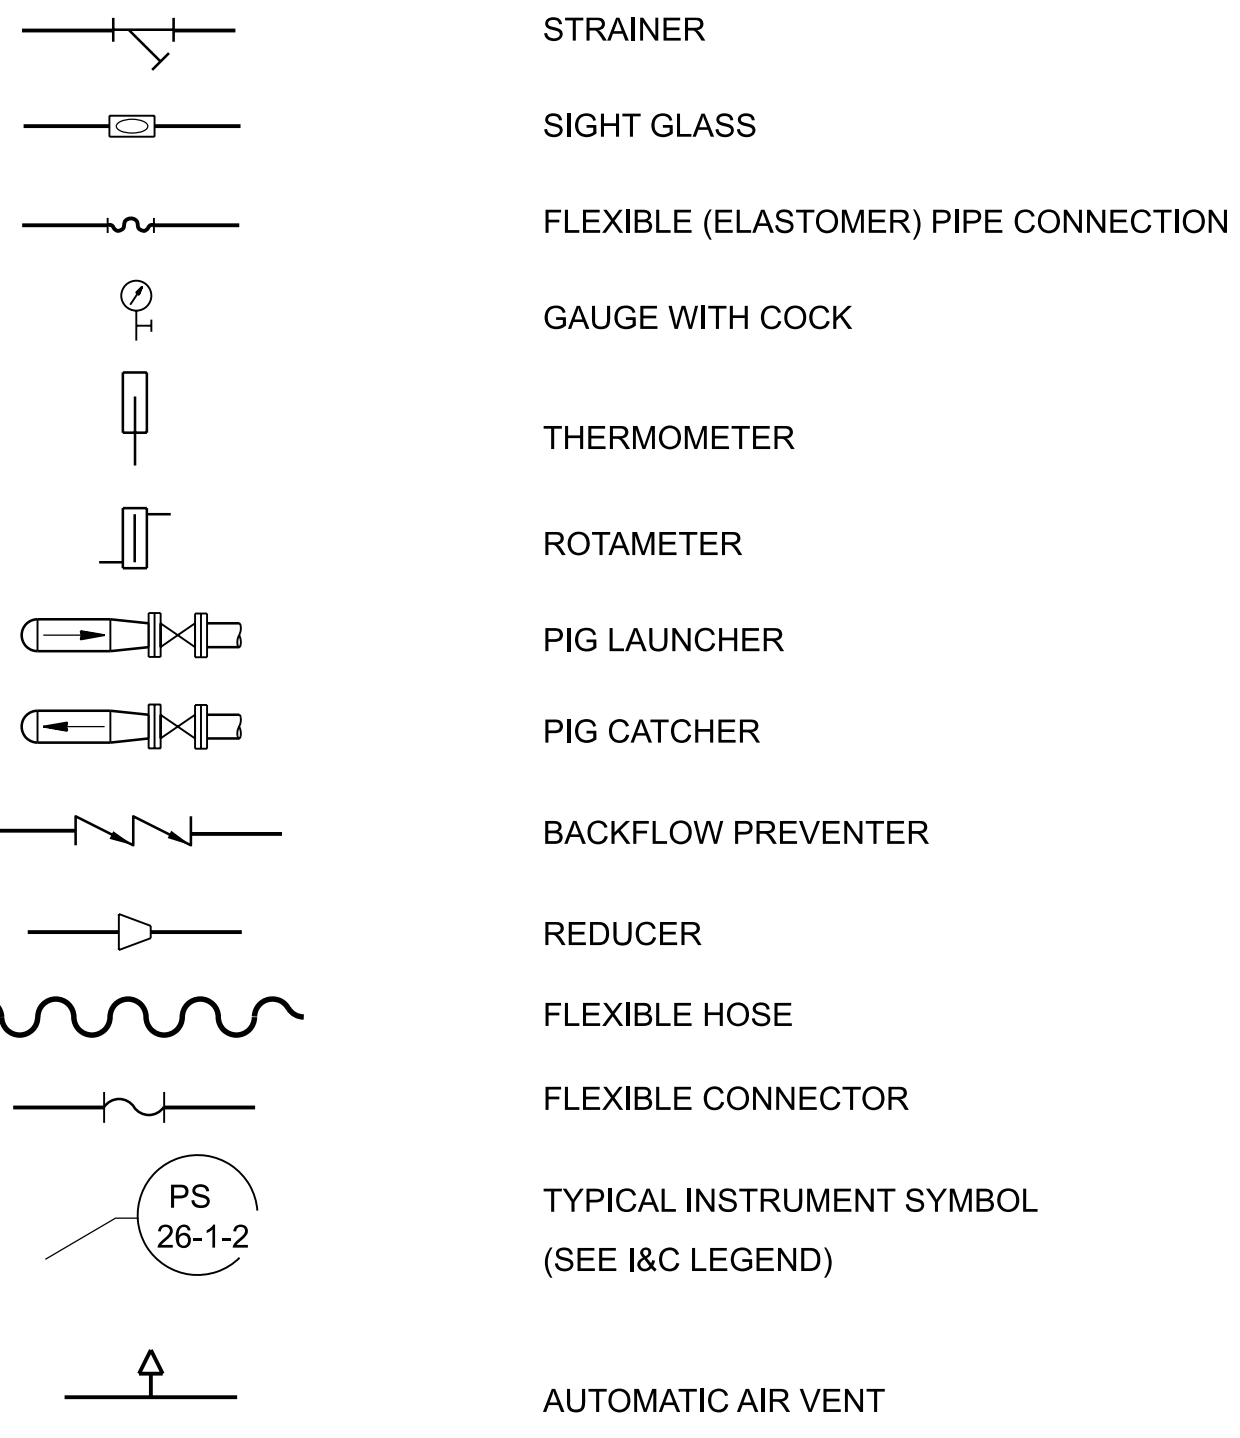 STRAINER
SIGHT GLASS
FLEXIBLE (ELASTOMER) PIPE CONNECTION
GAUGE WITH COCK
THERMOMETER
ROTAMETER
PIG LAUNCHER
PIG CATCHER
BACKFLOW PREVENTER
REDUCER
FLEXIBLE HOSE
FLEXIBLE CONNECTOR
PS
26-1-2
TYPICAL INSTRUMENT SYMBOL
(SEE I&C LEGEND)
AUTOMATIC AIR VENT